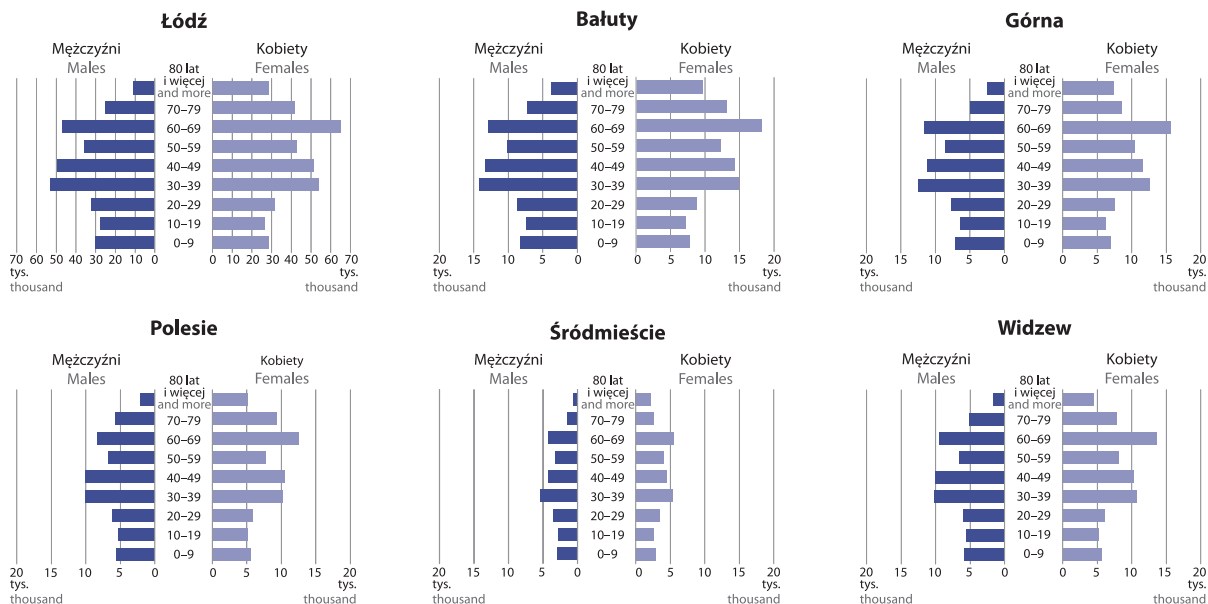 Łódź
Mężczyźni
Males
Kobiety
Females
80 lat
i więcej
and more
70–79
60–69
50–59
40–49
30–39
20–29
10–19
0–9
70 60 50 40 30 20 10 0
0 10 20 30 40 50 60 70
tys.
thousand
tys.
thousand
Bałuty
Mężczyźni
Males
Kobiety
Females
80 lat
i więcej
and more
70–79
60–69
50–59
40–49
30–39
20–29
10–19
0–9
20 15 10 5 0
0 5 10 15 20
tys.
thousand
tys.
thousand
Górna
Mężczyźni
Males
Kobiety
Females
80 lat
i więcej
and more
70–79
60–69
50–59
40–49
30–39
20–29
10–19
0–9
20 15 10 5 0
0 5 10 15 20
tys.
thousand
tys.
thousand
Polesie
Mężczyźni
Males
Kobiety
Females
80 lat
i więcej
and more
70–79
60–69
50–59
40–49
30–39
20–29
10–19
0–9
20 15 10 5 0
0 5 10 15 20
tys.
thousand
tys.
thousand
Śródmieście
Mężczyźni
Males
Kobiety
Females
80 lat
i więcej
and more
70–79
60–69
50–59
40–49
30–39
20–29
10–19
0–9
20 15 10 5 0
0 5 10 15 20
tys.
thousand
tys.
thousand
Widzew
Mężczyźni
Males
Kobiety
Females
80 lat
i więcej
and more
70–79
60–69
50–59
40–49
30–39
20–29
10–19
0–9
20 15 10 5 0
0 5 10 15 20
tys.
thousand
tys.
thousand